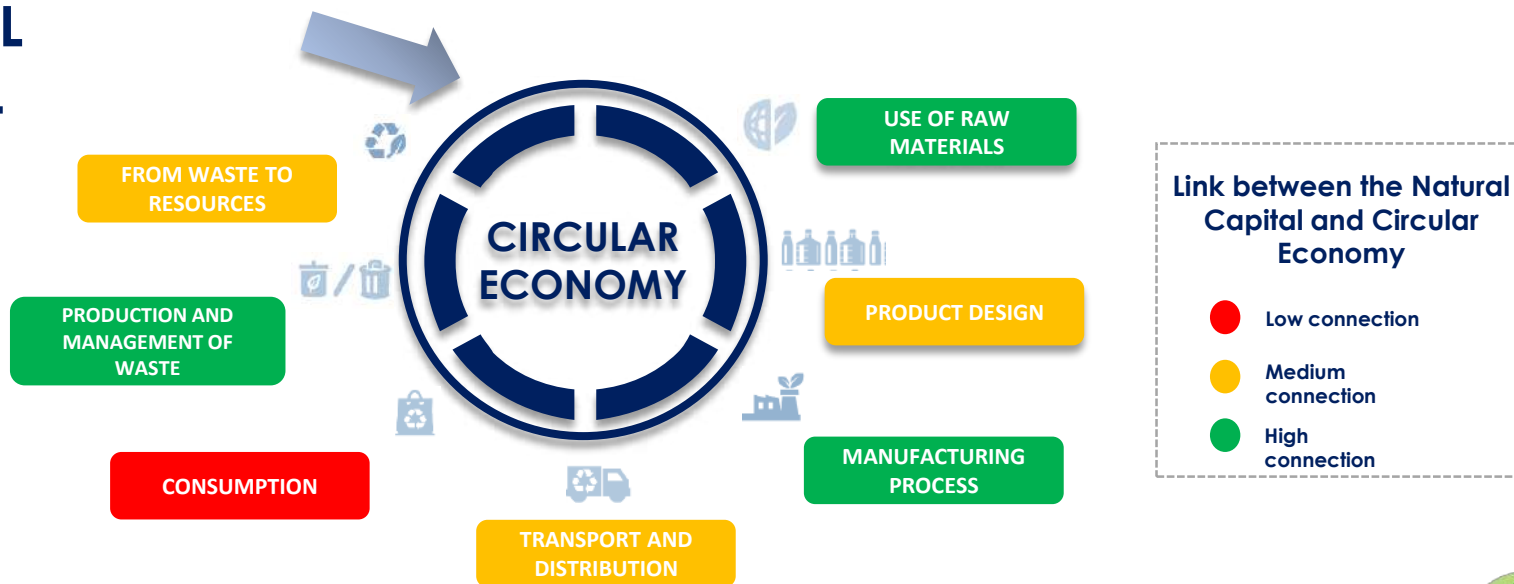 L
USE OF RAW
MATERIALS
FROM WASTE TO
RESOURCES
CIRCULAR
ECONOMY
PRODUCT DESIGN
PRODUCTION AND
MANAGEMENT OF
WASTE
MANUFACTURING
PROCESS
CONSUMPTION
TRANSPORT AND
DISTRIBUTION
Link between the Natural
Capital and Circular
Economy
Low connection
Medium
connection
High
connection